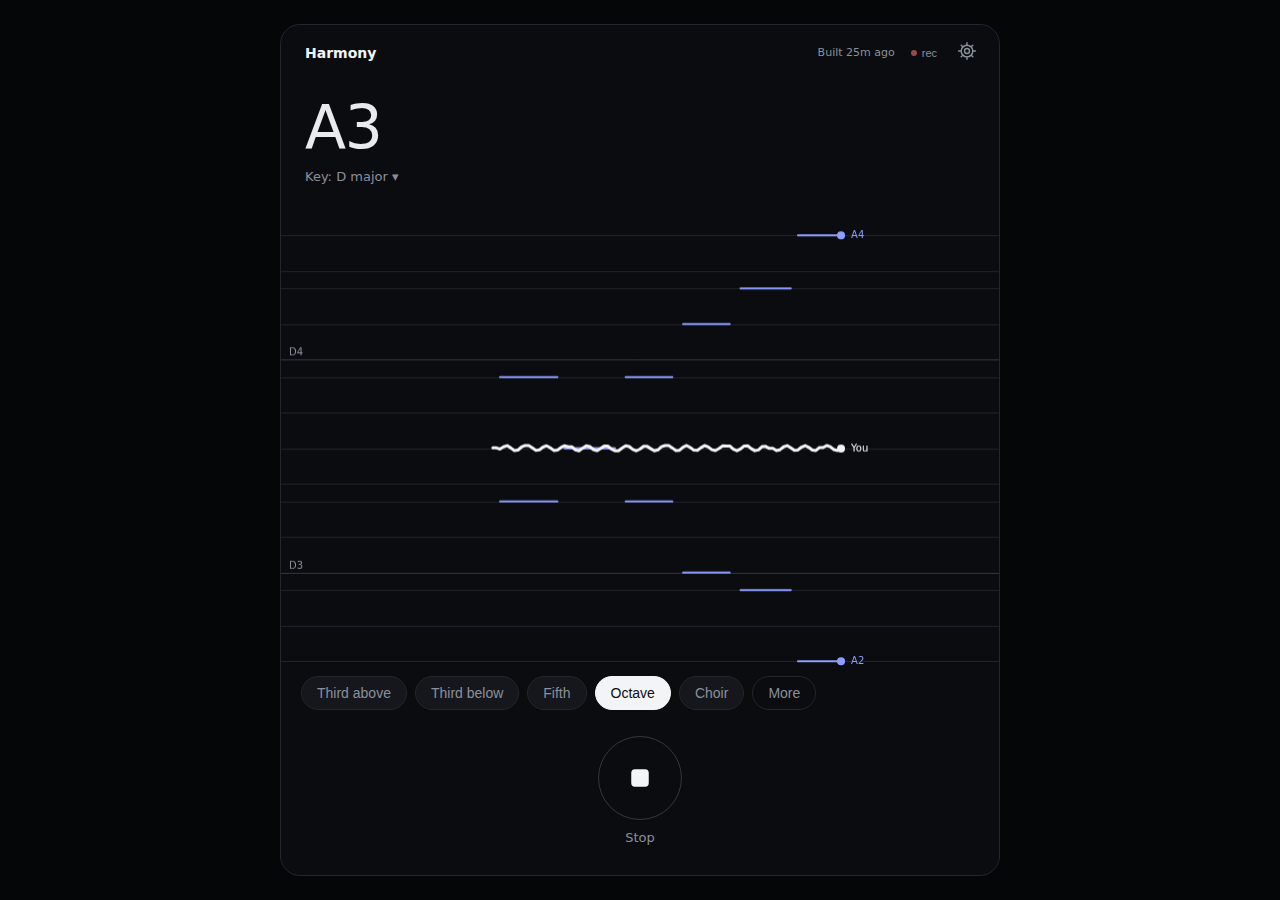 Harmony
Built 25m ago
rec
A3
Key: D major ▾
A4
D4
You
D3
A2
Third above
Third below
Fifth
Octave
Choir
More
Stop